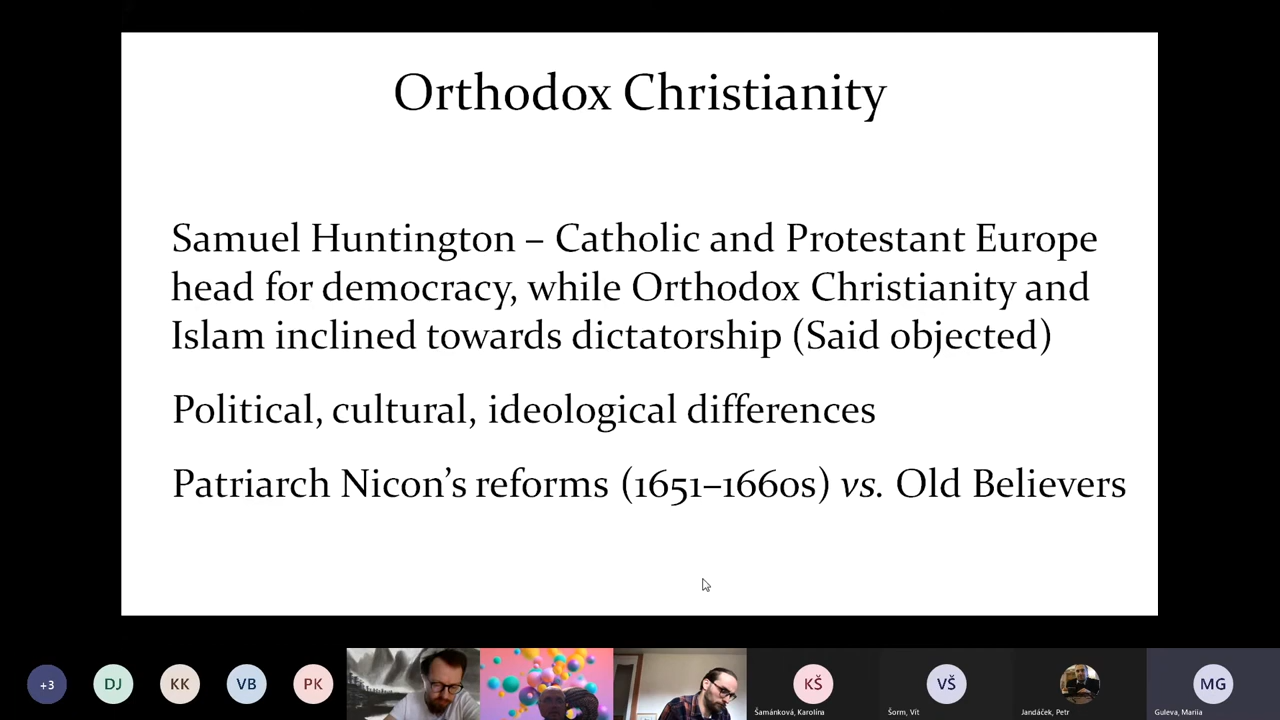 Orthodox Christianity
Samuel Huntington – Catholic and Protestant Europe
head for democracy, while Orthodox Christianity and
Islam inclined towards dictatorship (Said objected)
Political, cultural, ideological differences
Patriarch Nicon’s reforms (1651–1660s) vs. Old Believers
+3
DJ
KK
VB
PK
KŠ
VŠ
MG
Šamánková, Karolína
Šorm, Vít
Jandáček, Petr
Guleva, Mariia